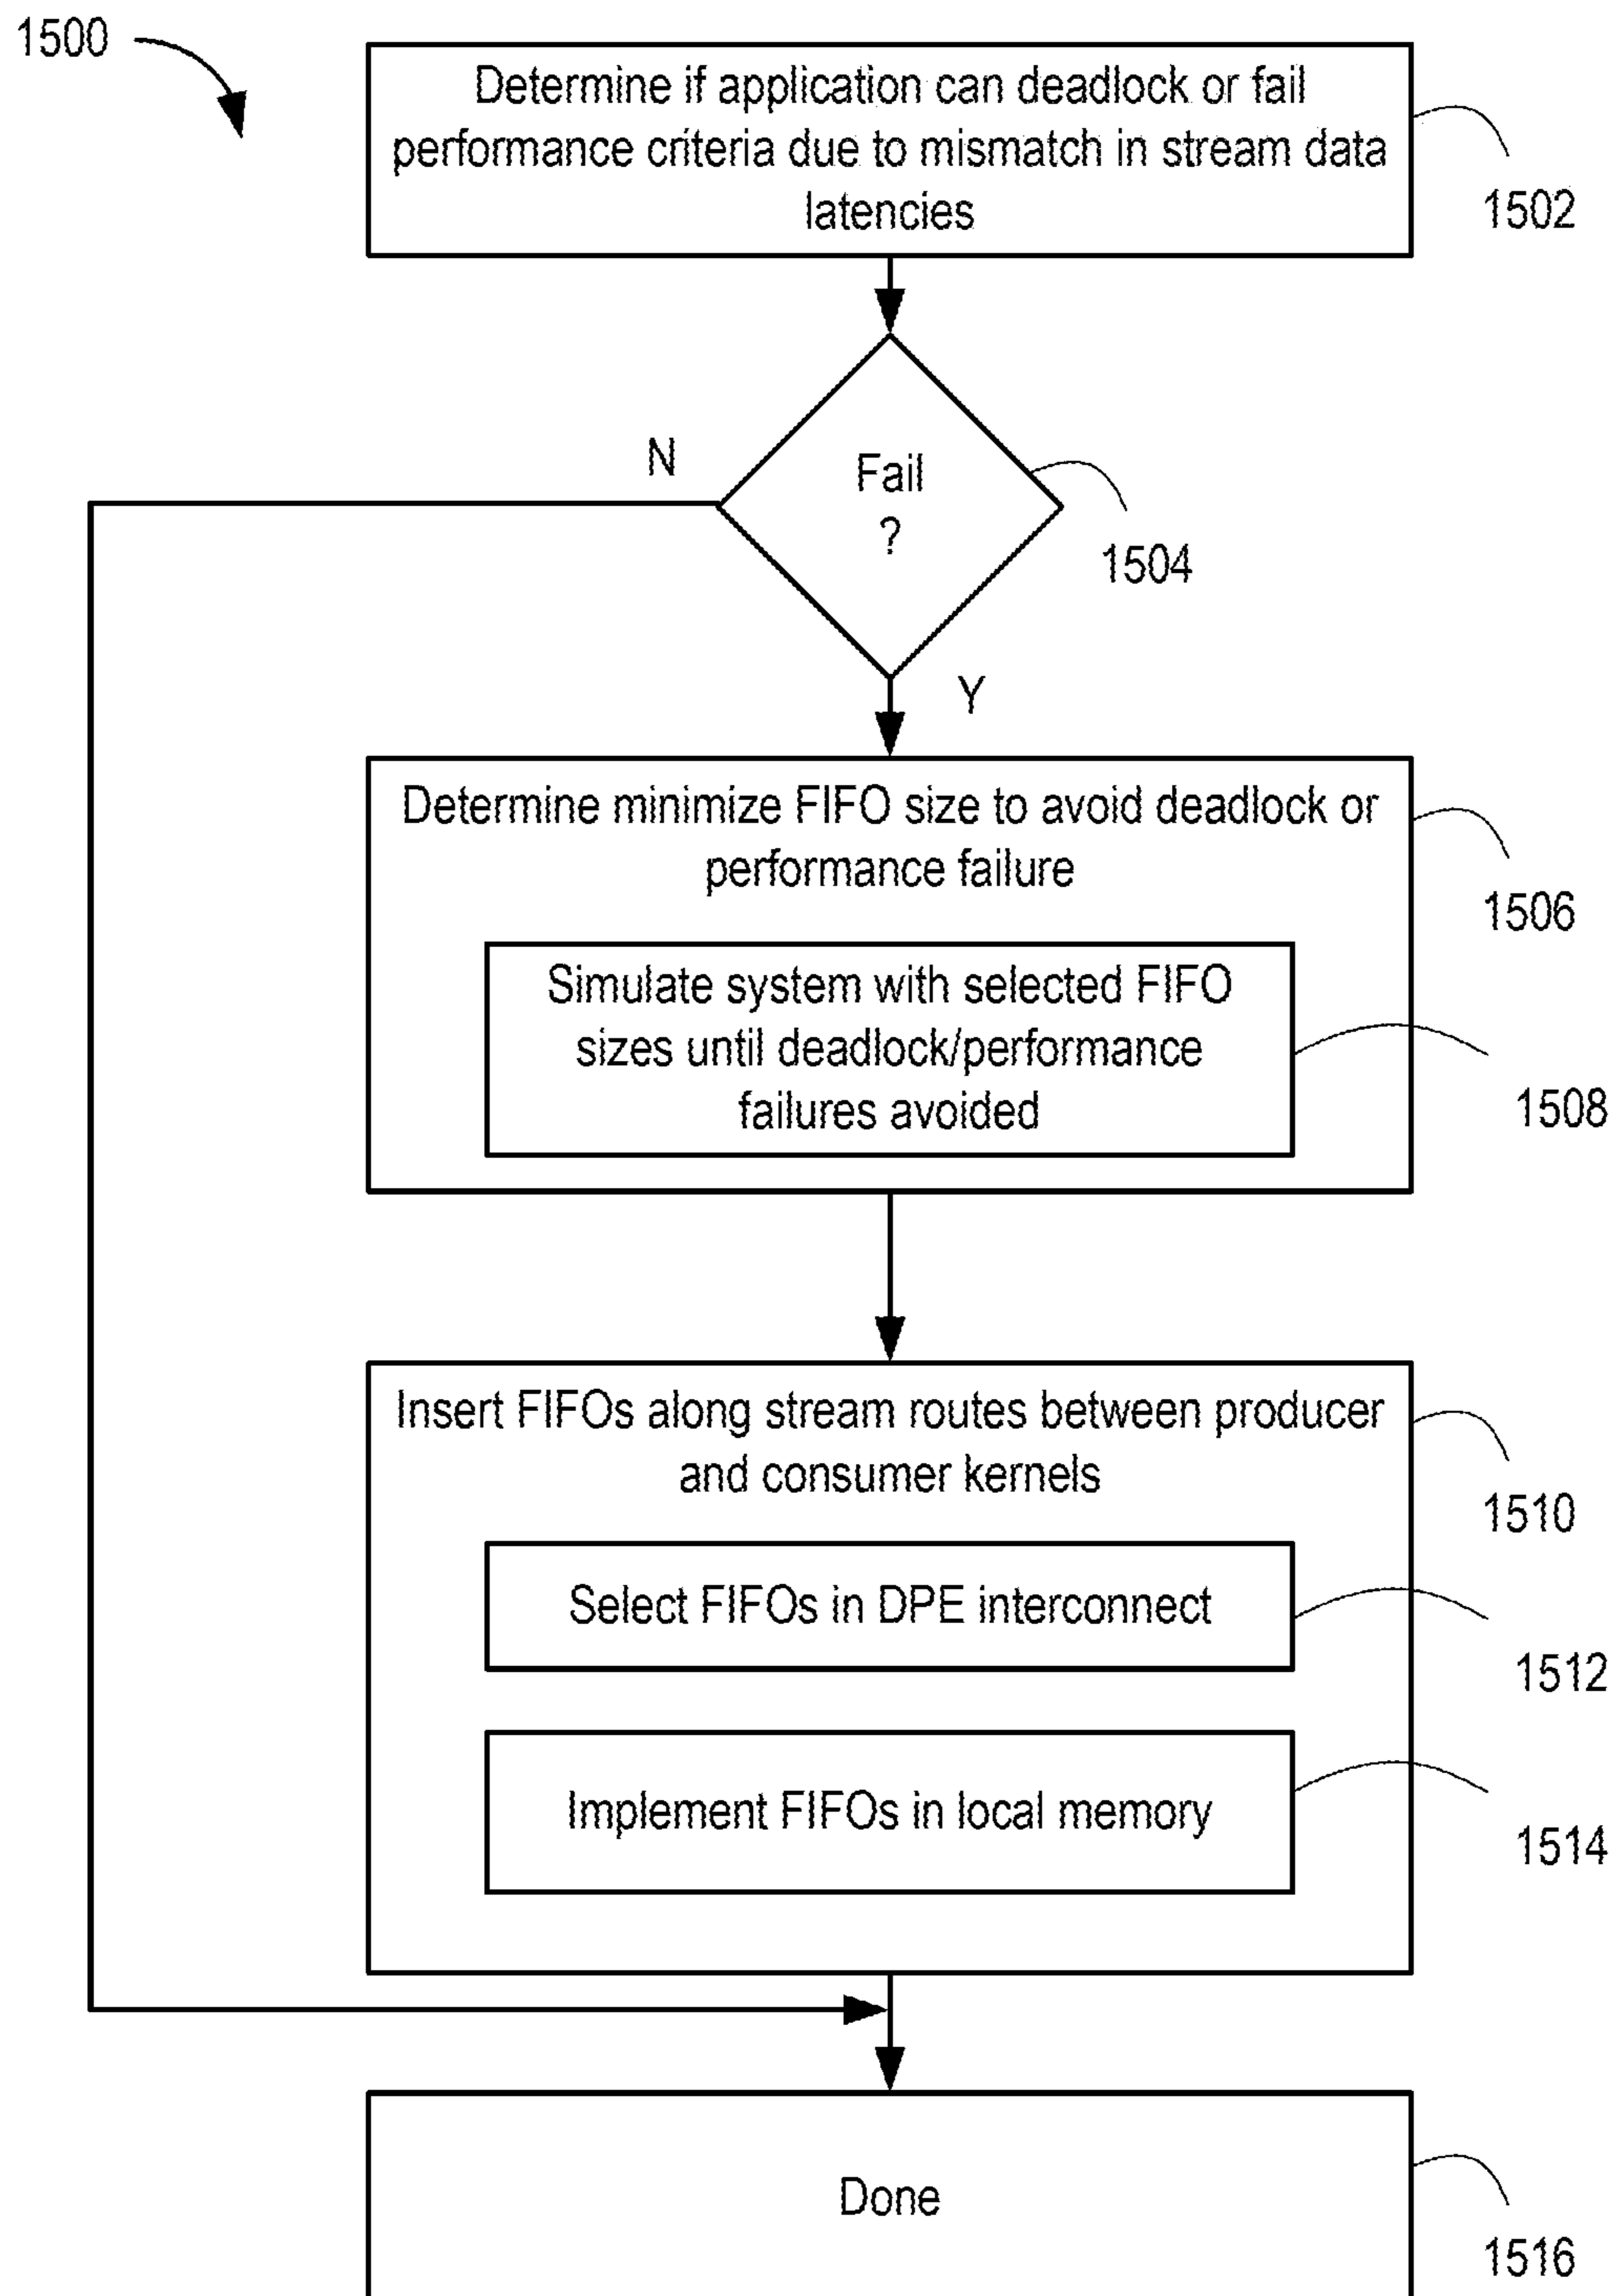 1500
Determine if application can deadlock or fail
performance criteria due to mismatch in stream data
latencies
1502
N
Fail
?
1504
Y
Determine minimize FIFO size to avoid deadlock or
performance failure
1506
Simulate system with selected FIFO
sizes until deadlock/performance
failures avoided
1508
Insert FIFOs along stream routes between producer
and consumer kernels
1510
Select FIFOs in DPE interconnect
1512
Implement FIFOs in local memory
1514
Done
1516